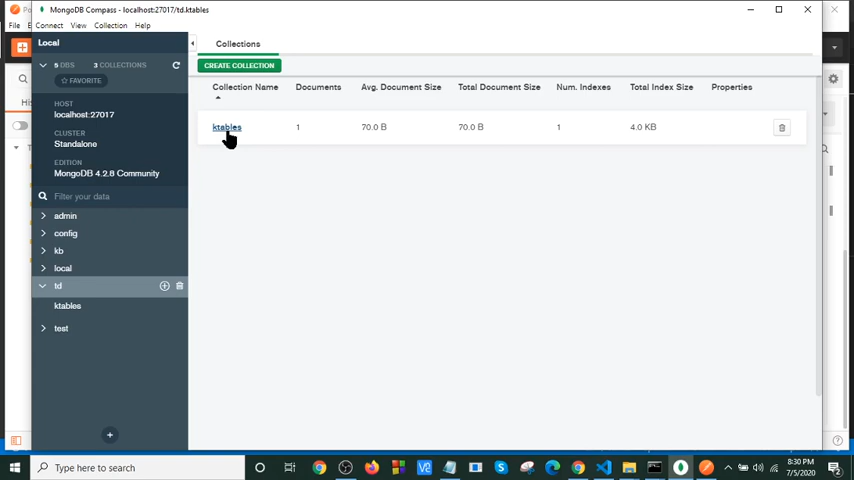 MongoDB Compass - localhost:27017/td.ktables
File
Connect View Collection Help
Local
5 DBS 3 COLLECTIONS
FAVORITE
HOST
localhost:27017
CLUSTER
Standalone
EDITION
MongoDB 4.2.8 Community
Filter your data
admin
config
kb
local
td
ktables
test
Collections
CREATE COLLECTION
Collection Name Documents Avg. Document Size Total Document Size Num. Indexes Total Index Size Properties
ktables 1 70.0 B 70.0 B 1 4.0 KB
Type here to search
8:30 PM
7/5/2020
2